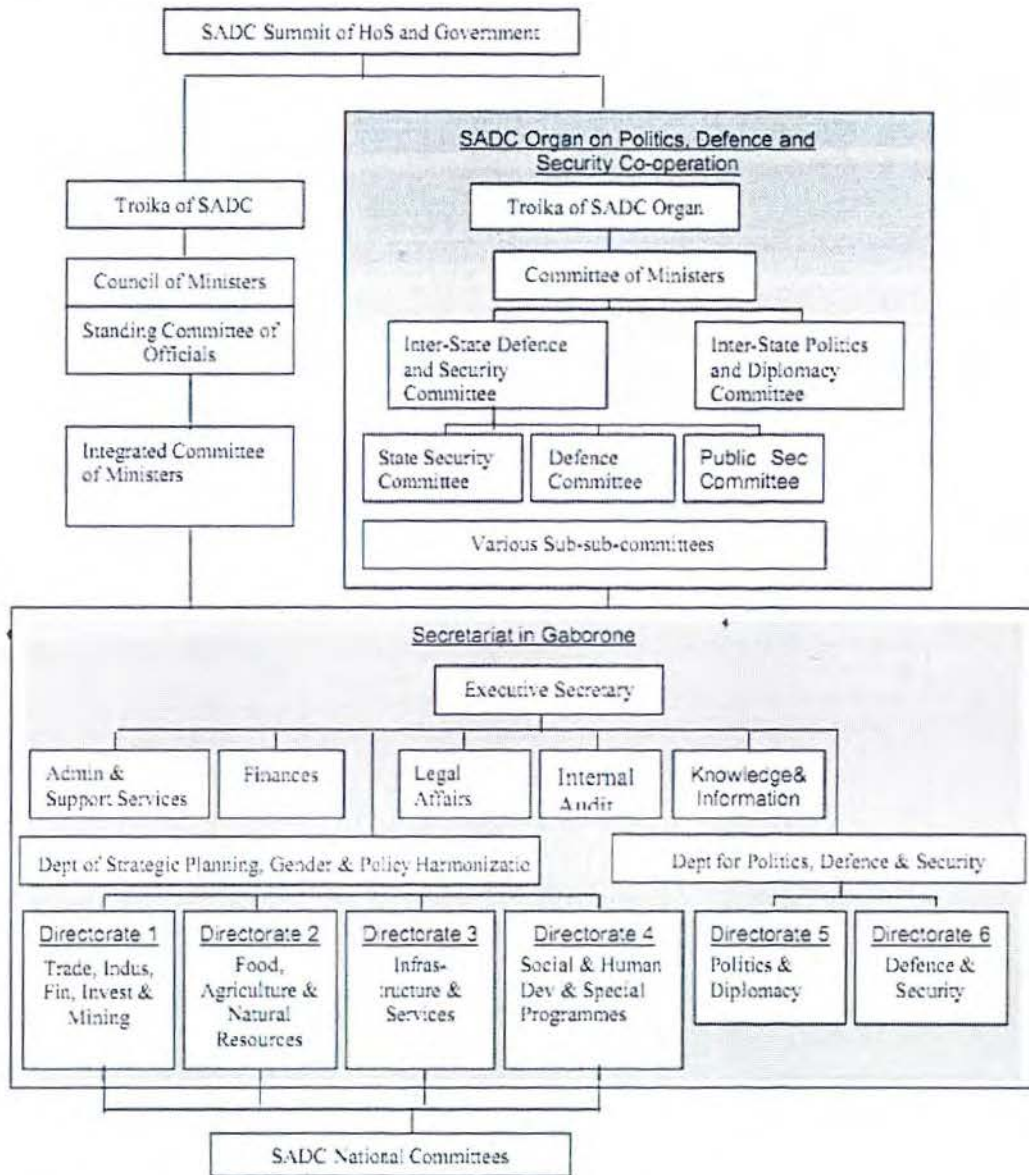 SADC Summit of HoS and Government
SADC Organ on Politics, Defence and
Security Co-operation
Troika of SADC
Troika of SADC Organ
Council of Ministers
Committee of Ministers
Standing Committee of
Officials
Inter-State Defence
and Security
Committee
Inter-State Politics
and Diplomacy
Committee
Integrated Committee
of Ministers
State Security
Committee
Defence
Committee
Public Sec
Committee
Various Sub-sub-committees
Secretariat in Gaborone
Executive Secretary
Admin &
Support Services
Finances
Legal
Affairs
Internal
Audit
Knowledge&
Information
Dept of Strategic Planning, Gender & Policy Harmonizatio
Dept for Politics, Defence & Security
Directorate 1
Trade, Indus,
Fin, Invest &
Mining
Directorate 2
Food,
Agriculture &
Natural
Resources
Directorate 3
Infras-
tructure &
Services
Directorate 4
Social & Human
Dev & Special
Programmes
Directorate 5
Politics &
Diplomacy
Directorate 6
Defence &
Security
SADC National Committees